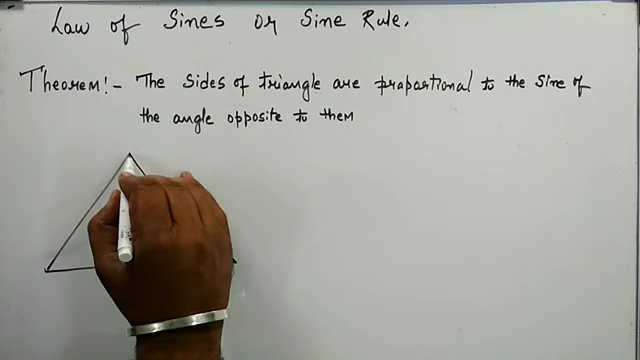 Law of Sines or Sine Rule.
Theorem:- The sides of triangle are proportional to the sine of
the angle opposite to them